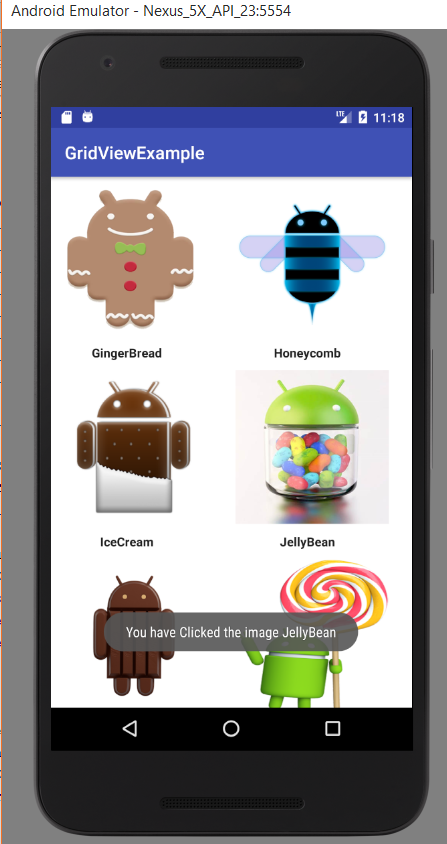 Android Emulator - Nexus_5X_API_23:5554
LTE 11:18
GridViewExample
GingerBread Honeycomb
IceCream JellyBean
You have Clicked the image JellyBean